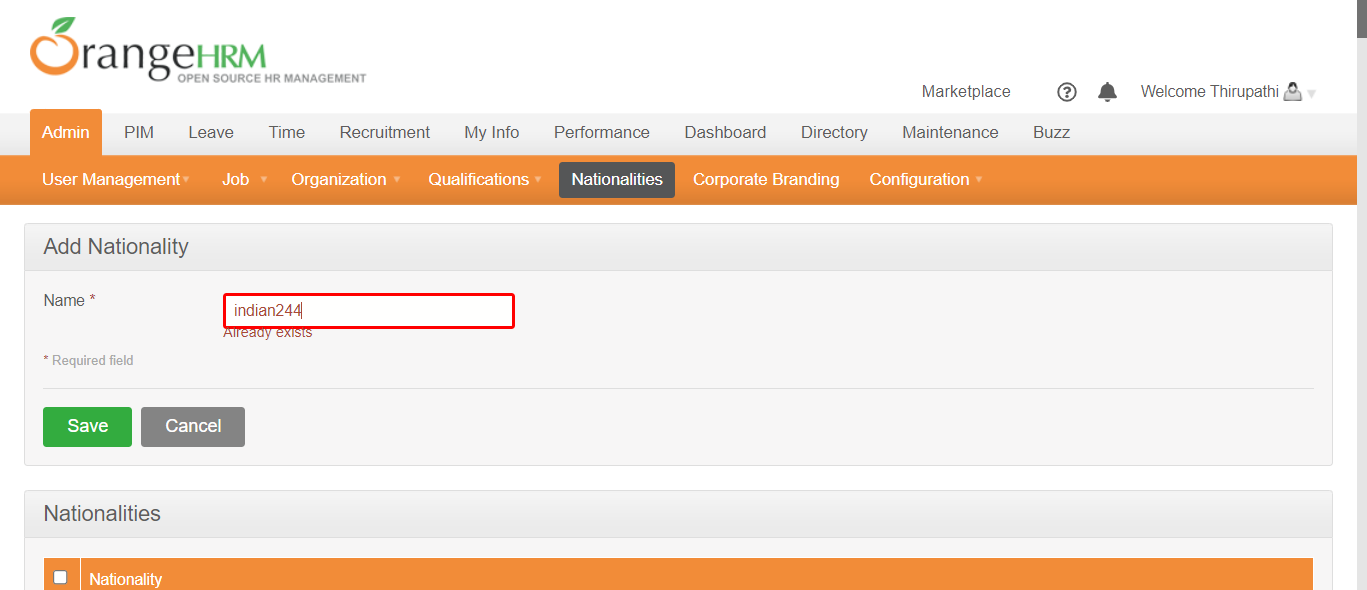 OrangeHRM
OPEN SOURCE HR MANAGEMENT
Marketplace ? Welcome Thirupathi
Admin PIM Leave Time Recruitment My Info Performance Dashboard Directory Maintenance Buzz
User Management Job Organization Qualifications Nationalities Corporate Branding Configuration
Add Nationality
Name * indian244
Already exists
* Required field
Save Cancel
Nationalities
Nationality